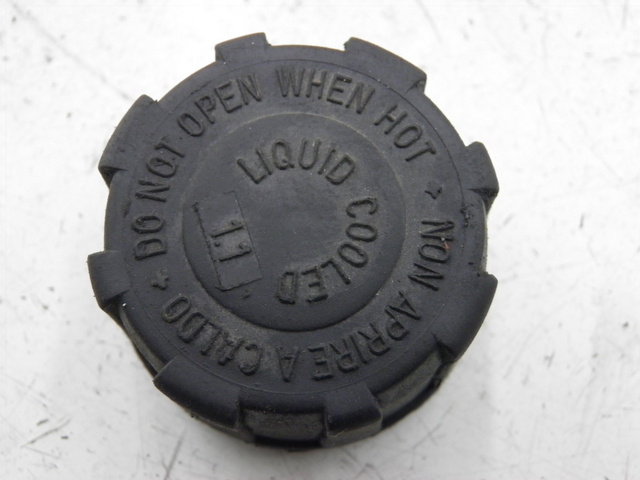 DO NOT OPEN WHEN HOT
NON APRIRE A CALDO
LIQUID COOLED
1.1